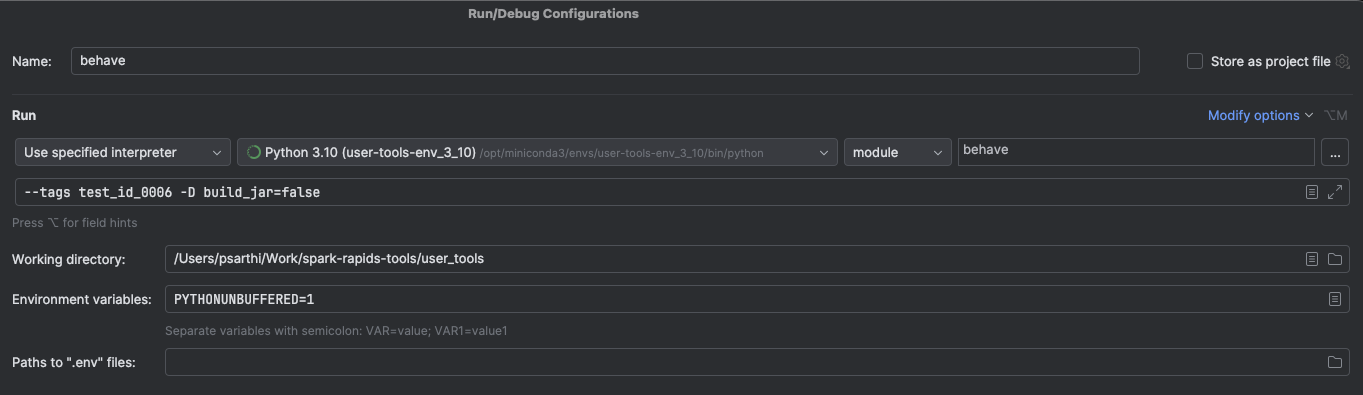 Run/Debug Configurations
Name: behave Store as project file
Run Modify options ⌥M
Use specified interpreter Python 3.10 (user-tools-env_3_10) /opt/miniconda3/envs/user-tools-env_3_10/bin/python module behave ...
--tags test_id_0006 -D build_jar=false
Press ⌥ for field hints
Working directory: /Users/psarthi/Work/spark-rapids-tools/user_tools
Environment variables: PYTHONUNBUFFERED=1
Separate variables with semicolon: VAR=value; VAR1=value1
Paths to ".env" files: